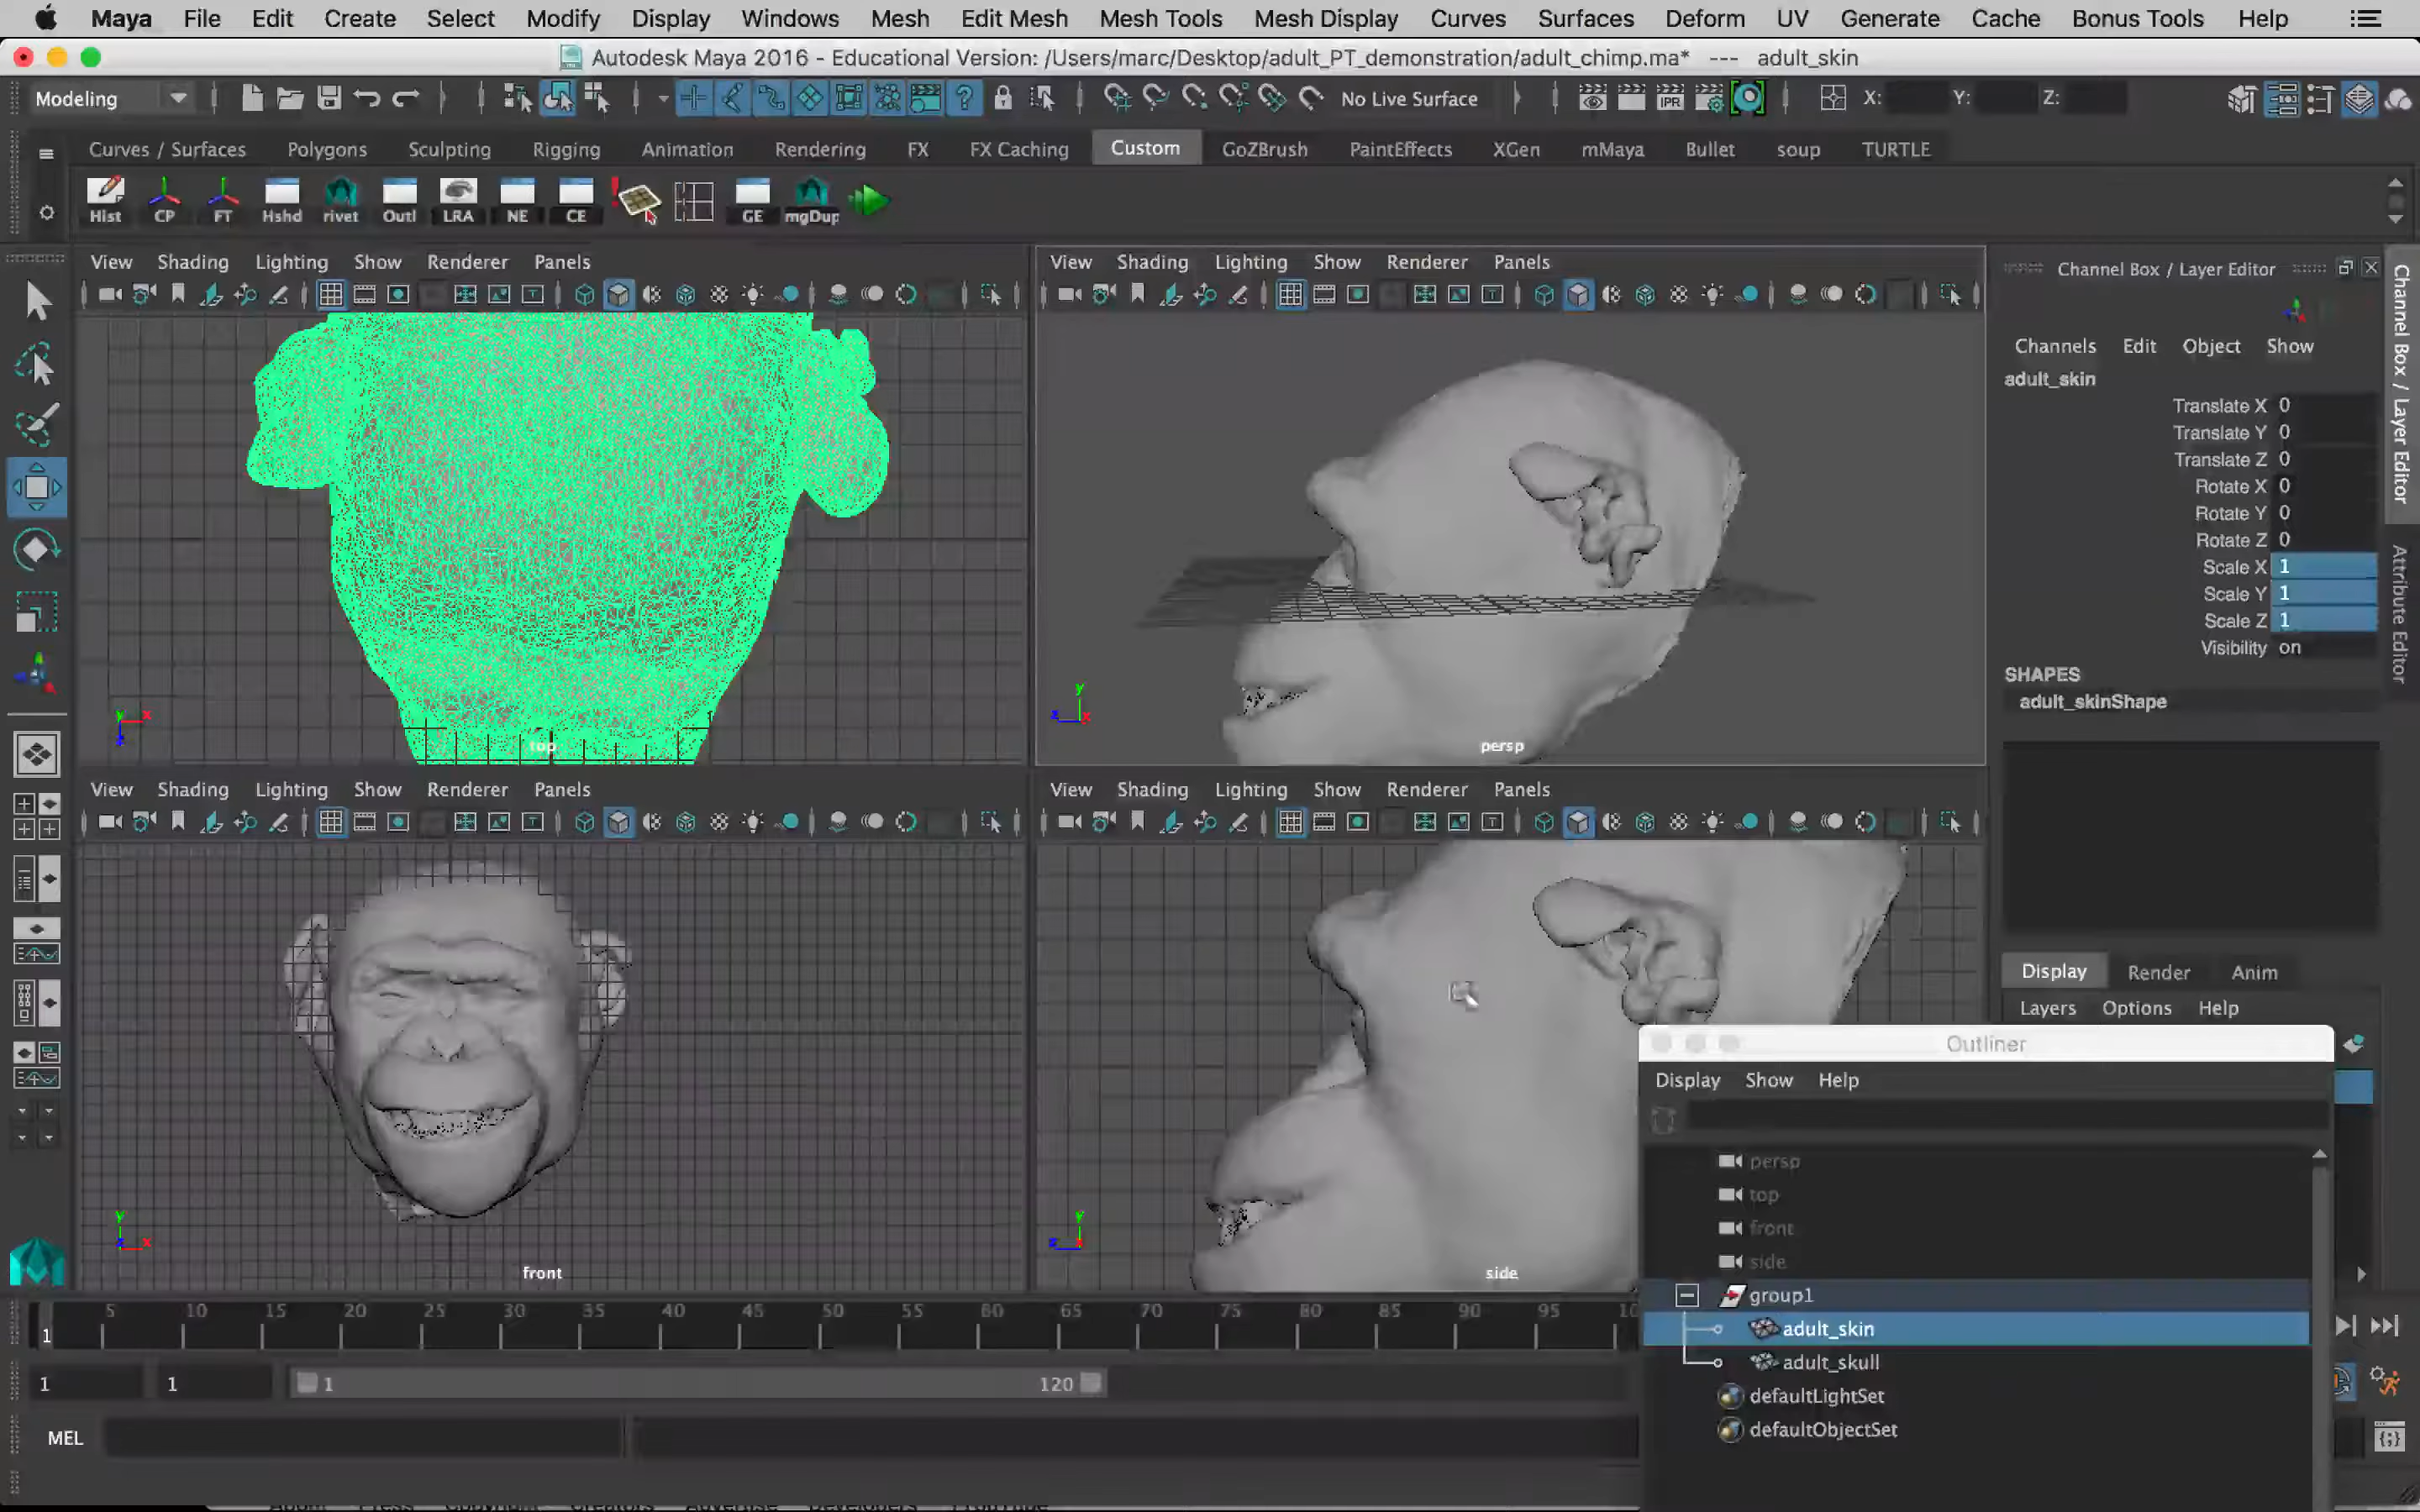 Maya File Edit Create Select Modify Display Windows Mesh Edit Mesh Mesh Tools Mesh Display Curves Surfaces Deform UV Generate Cache Bonus Tools Help
Autodesk Maya 2016 - Educational Version: /Users/marc/Desktop/adult_PT_demonstration/adult_chimp.ma* --- adult_skin
Modeling No Live Surface IPR X: Y: Z:
Curves / Surfaces Polygons Sculpting Rigging Animation Rendering FX FX Caching Custom GoZBrush PaintEffects XGen mMaya Bullet soup TURTLE
Hist CP FT Hshd rivet Outl LRA NE CE GE mgDup
View Shading Lighting Show Renderer Panels
View Shading Lighting Show Renderer Panels
Channel Box / Layer Editor
Channel Box / Layer Editor
Attribute Editor
Channels Edit Object Show
adult_skin
Translate X 0
Translate Y 0
Translate Z 0
Rotate X 0
Rotate Y 0
Rotate Z 0
Scale X 1
Scale Y 1
Scale Z 1
Visibility on
SHAPES
adult_skinShape
y x z
top
y z x
persp
View Shading Lighting Show Renderer Panels
View Shading Lighting Show Renderer Panels
Display Render Anim
Layers Options Help
y z x
front
y z x
side
Outliner
Display Show Help
persp
top
front
side
group1
adult_skin
adult_skull
defaultLightSet
defaultObjectSet
5 10 15 20 25 30 35 40 45 50 55 60 65 70 75 80 85 90 95
1
1 1 1 120
MEL